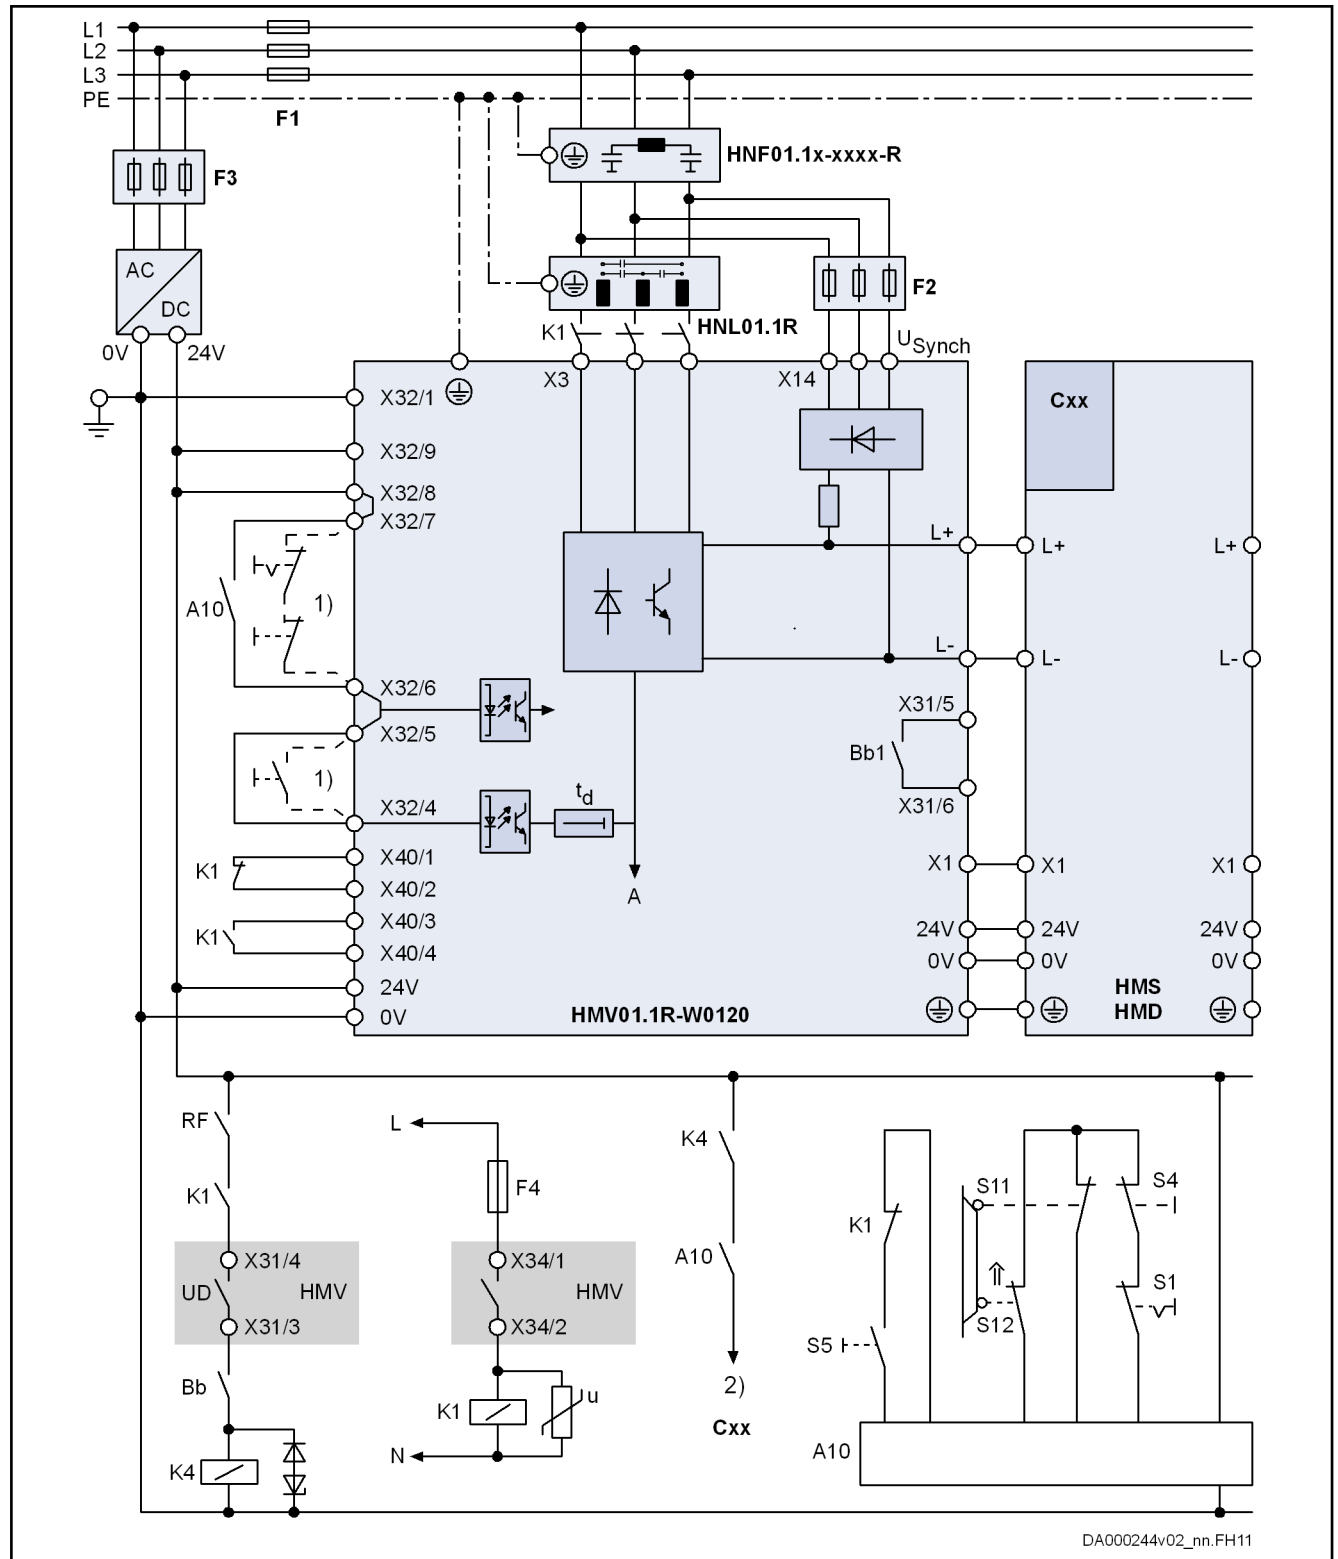 L1
L2
L3
PE
F1
HNF01.1x-xxxx-R
F3
AC
DC
F2
K1
HNL01.1R
0V
24V
USynch
X3
X14
X32/1
Cxx
X32/9
X32/8
X32/7
L+
L+
L+
A10
1)
L-
L-
L-
X32/6
X31/5
X32/5
Bb1
1)
td
X31/6
X32/4
K1
X40/1
X1
X1
X1
X40/2
A
X40/3
K1
24V
24V
24V
X40/4
0V
0V
0V
24V
HMS
0V
HMV01.1R-W0120
HMD
RF
L
K4
F4
S11
S4
K1
K1
A10
X31/4
X34/1
UD
HMV
HMV
S1
X31/3
X34/2
S12
S5
Bb
2)
u
K1
Cxx
N
A10
K4
DA000244v02_nn.FH11